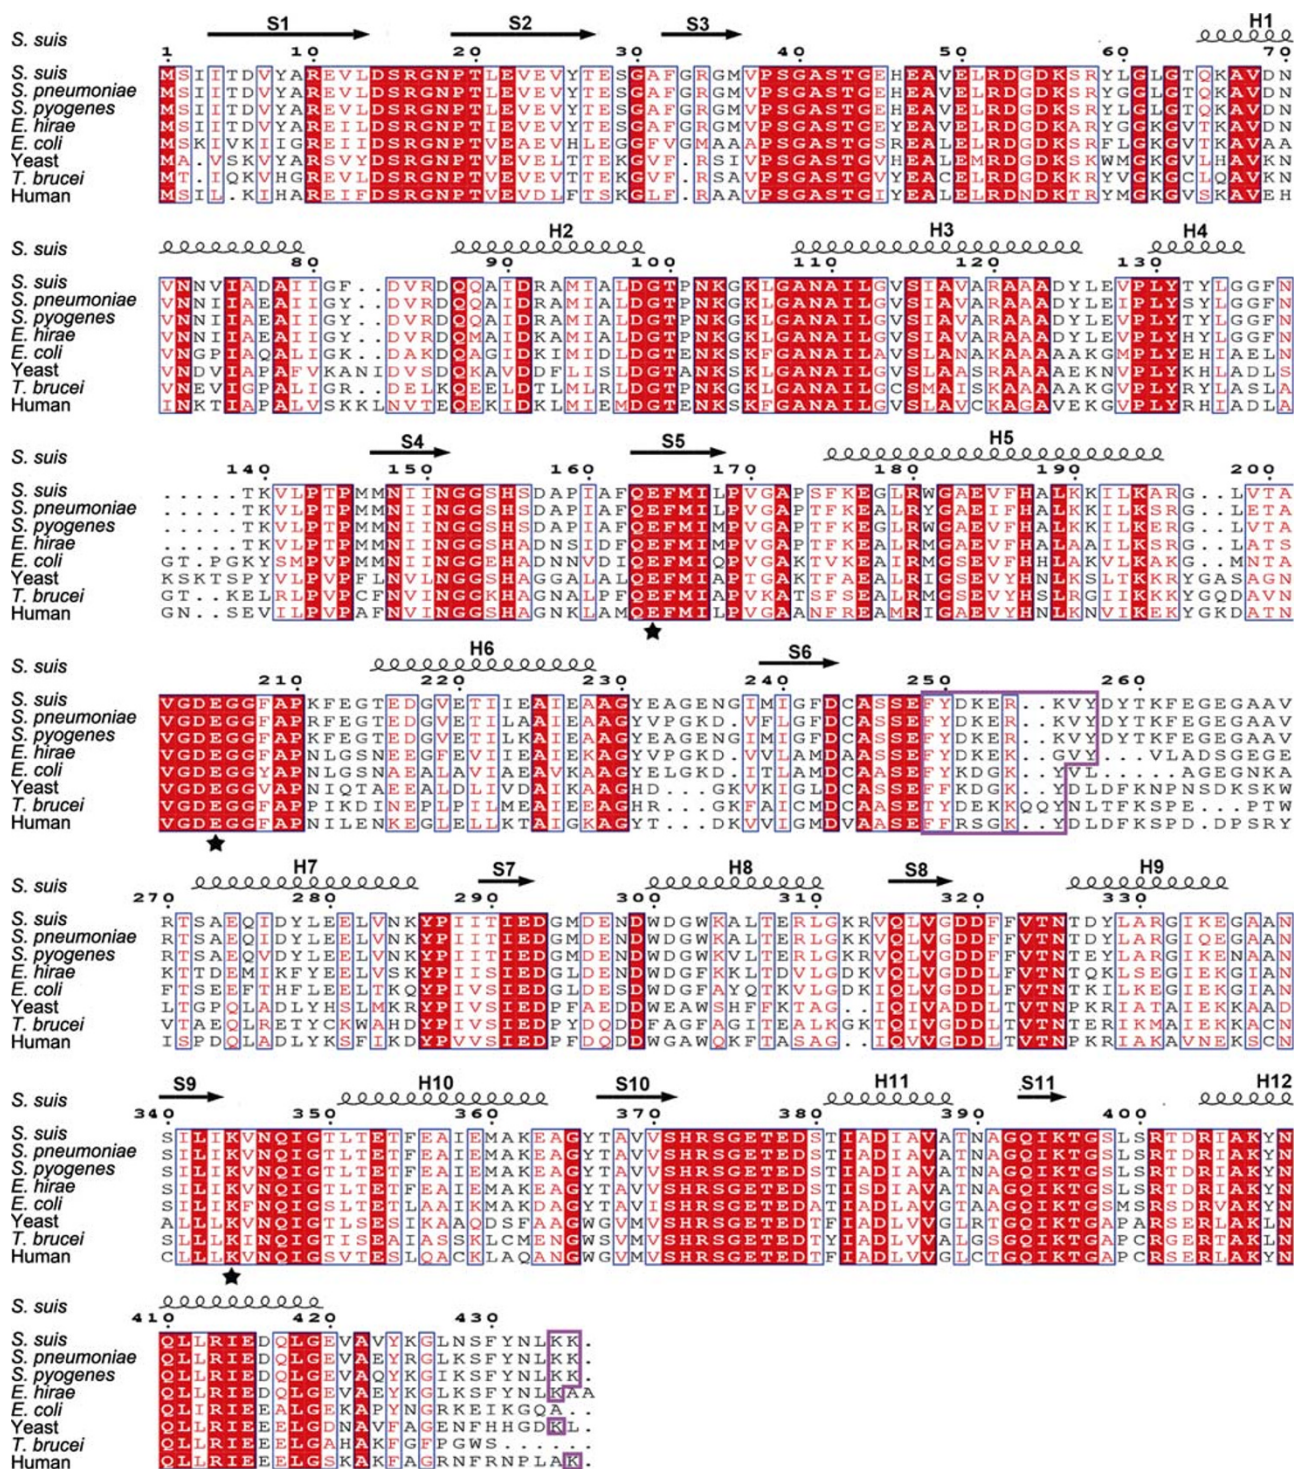 S1 S2 S3 H1
S. suis
1 10 20 30 40 50 60 70
S. suis MSIITDVYAREVLDSRGNPTLEVEVYTESGAFGRGMVPSGASTGEHEAVELRDGDKSRYLGLGTQKAVDN
S. pneumoniae MSIITDVYAREVLDSRGNPTLEVEVYTESGAFGRGMVPSGASTGEHEAVELRDGDKSRYGGLGTQKAVDN
S. pyogenes MSIITDVYAREVLDSRGNPTLEVEVYTESGAFGRGMVPSGASTGEHEAVELRDGDKSRYGGLGTQKAVDN
E. hirae MSIITDVYAREILDSRGNPTIEVEVYTESGAFGRGMVPSGASTGEYEAVELRDGDKARYGGKGVTKAVDN
E. coli MSKIVKIIGREIIDSRGNPTVEAEVHLEGGFVGMAAAPSGASTGSREALELRDGDKSRFLGKGVTKAVAA
Yeast MA.VSKVYARSVYDSRGNPTVEVELTTEKGVF.RSIVPSGASTGVHEALEMRDGDKSKWMGKGVLHAVKN
T. brucei MT.IQKVHGREVLDSRGNPTVEVEVTTEKGVF.RSAVPSGASTGVYEACELRDGDKKRYVGKGCLQAVKN
Human MSIL.KIHAREIFDSRGNPTVEVDLFTSKGLF.RAAVPSGASTGIYEALELRDNDKTRYMGKGVSKAVEH
H2 H3 H4
S. suis
80 90 100 110 120 130
S. suis VNNVIADAIIGF..DVRDQQAIDRAMIALDGTPNKGKLGANAILGVSIAVARAAADYLEVPLYTYLGGFN
S. pneumoniae VNNIIAEAIIGY..DVRDQQAIDRAMIALDGTPNKGKLGANAILGVSIAVARAAADYLEIPLYSYLGGFN
S. pyogenes VNNIIAEAIIGY..DVRDQQAIDRAMIALDGTPNKGKLGANAILGVSIAVARAAADYLEVPLYTYLGGFN
E. hirae VNNIIAEAIIGY..DVRDQMAIDKAMIALDGTPNKGKLGANAILGVSIAVARAAADYLEVPLYHYLGGFN
E. coli VNGPIAQALIGK..DAKDQAGIDKIMIDLDGTENKSKFGANAILAVSLANAKAAAAAKGMPLYEHIAELN
Yeast VNDVIAPAFVKANIDVSDQKAVDDFLISLDGTANKSKLGANAILGVSLAASRAAAAEKNVPLYKHLADLS
T. brucei VNEVIGPALIGR..DELKQEELDTLMLRLDGTPNKGKLGANAILGCSMAISKAAAAAKGVPLYRYLASLA
Human INKTIAPALVSKKLNVTEQEKIDKLMIEMDGTENKSKFGANAILGVSLAVCKAGAVEKGVPLYRHIADLA
S4 S5 H5
S. suis
140 150 160 170 180 190 200
S. suis .....TKVLPTPMMNIINGGSHSDAPIAFQEFMILPVGAPSFKEGLRWGAEVFHALKKILKARG..LVTA
S. pneumoniae .....TKVLPTPMMNIINGGSHSDAPIAFQEFMILPVGAPTFKEALRYGAEIFHALKKILKSRG..LETA
S. pyogenes .....TKVLPTPMMNIINGGSHSDAPIAFQEFMIMPVGAPTFKEGLRWGAEVFHALKKILKERG..LVTA
E. hirae .....TKVLPTPMMNIINGGSHADNSIDFQEFMIMPVGAPTFKEALRMGAEVFHALAAILKSRG..LATS
E. coli GT.PGKYSMPVPMMNIINGGEHADNNVDIQEFMIQPVGAKTVKEAIRMGSEVFHHLAKVLKAKG..MNTA
Yeast KSKTSPYVLPVPFLNVLNGGSHAGGALALQEFMIAPTGAKTFAEALRIGSEVYHNLKSLTKKRYGASAGN
T. brucei GT..KELRLPVPCFNVINGGKHAGNALPFQEFMIAPVKATSFSEALRMGSEVYHSLRGIIKKKYGQDAVN
Human GN..SEVILPVPAFNVINGGSHAGNKLAMQEFMILPVGAANFREAMRIGAEVYHNLKNVIKEKYGKDATN
H6 S6
S. suis
210 220 230 240 250 260
S. suis VGDEGGFAPKFEGTEDGVETIIEAIEAAGYEAGENGIMIGFDCASSEFYDKER..KVYDYTKFEGEGAAV
S. pneumoniae VGDEGGFAPRFEGTEDGVETILAAIEAAGYVPGKD.VFLGFDCASSEFYDKER..KVYDYTKFEGEGAAV
S. pyogenes VGDEGGFAPKFEGTEDGVETILKAIEAAGYEAGENGIMIGFDCASSEFYDKER..KVYDYTKFEGEGAAV
E. hirae VGDEGGFAPNLGSNEEGFEVIIEAIEKAGYVPGKD.VVLAMDAASSEFYDKEK..GVY...VLADSGEGE
E. coli VGDEGGYAPNLGSNAEALAVIAEAVKAAGYELGKD.ITLAMDCAASEFYKDGK..YVL.....AGEGNKA
Yeast VGDEGGVAPNIQTAEEALDLIVDAIKAAGHD...GKVKIGLDCASSEFFKDGK..YDLDFKNPNSDKSKW
T. brucei VGDEGGFAPPIKDINEPLPILMEAIEEAGHR...GKFAICMDCAASETYDEKKQQYNLTFKSPE...PTW
Human VGDEGGFAPNILENKEGLELLKTAIGKAGYT...DKVVIGMDVAASEFFRSGK..YDLDFKSPD.DPSRY
H7 S7 H8 S8 H9
S. suis
270 280 290 300 310 320 330
S. suis RTSAEQIDYLEELVNKYPIITIEDGMDENDWDGWKALTERLGKRVQLVGDDFFVTNTDYLARGIKEGAAN
S. pneumoniae RTSAEQIDYLEELVNKYPIITIEDGMDENDWDGWKALTERLGKKVQLVGDDFFVTNTDYLARGIQEGAAN
S. pyogenes RTSAEQVDYLEELVNKYPIITIEDGMDENDWDGWKVLTERLGKRVQLVGDDFFVTNTEYLARGIKENAAN
E. hirae KTTDEMIKFYEELVSKYPIISIEDGLDENDWDGFKKLTDVLGDKVQLVGDDLFVTNTQKLSEGIEKGIAN
E. coli FTSEEFTHFLEELTKQYPIVSIEDGLDESDWDGFAYQTKVLGDKIQLVGDDLFVTNTKILKEGIEKGIAN
Yeast LTGPQLADLYHSLMKRYPIVSIEDPFAEDDWEAWSHFFKTAG..IQIVADDLTVTNPKRIATAIEKKAAD
T. brucei VTAEQLRETYCKWAHDYPIVSIEDPYDQDDFAGFAGITEALKGKTQIVGDDLTVTNTERIKMAIEKKACN
Human ISPDQLADLYKSFIKDYPVVSIEDPFDQDDWGAWQKFTASAG..IQVVGDDLTVTNPKRIAKAVNEKSCN
S9 H10 S10 H11 S11 H12
S. suis
340 350 360 370 380 390 400
S. suis SILIKVNQIGTLTETFEAIEMAKEAGYTAVVSHRSGETEDSTIADIAVATNAGQIKTGSLSRTDRIAKYN
S. pneumoniae SILIKVNQIGTLTETFEAIEMAKEAGYTAVVSHRSGETEDSTIADIAVATNAGQIKTGSLSRTDRIAKYN
S. pyogenes SILIKVNQIGTLTETFEAIEMAKEAGYTAVVSHRSGETEDSTIADIAVATNAGQIKTGSLSRTDRIAKYN
E. hirae SILIKVNQIGTLTETFEAIEMAKEAGYTAVISHRSGETEDSTISDIAVATNAGQIKTGSLSRTDRIAKYN
E. coli SILIKFNQIGSLTETLAAIKMAKDAGYTAVISHRSGETEDATIADLAVGTAAGQIKTGSMSRSDRVAKYN
Yeast ALLLKVNQIGTLSESIKAAQDSFAAGWGVMVSHRSGETEDTFIADLVVGLRTGQIKTGAPARSERLAKLN
T. brucei SLLLKINQIGTISEAIASSKLCMENGWSVMVSHRSGETEDTYIADLVVALGSGQIKTGAPCRSERTAKLN
Human CLLLKVNQIGSVTESLQACKLAQANGWGVMVSHRSGETEDTFIADLVVGLCTGQIKTGAPCRSERLAKYN
S. suis
410 420 430
S. suis QLLRIEDQLGEVAVYKGLNSFYNLKK.
S. pneumoniae QLLRIEDQLGEVAEYRGLKSFYNLKK.
S. pyogenes QLLRIEDQLGEVAQYKGIKSFYNLKK.
E. hirae QLLRIEDQLGEVAEYKGLKSFYNLKAA
E. coli QLIRIEEALGEKAPYNGRKEIKGQA..
Yeast QLLRIEEELGDNAVFAGENFHHGDKL.
T. brucei QLLRIEEELGAHAKFGFPGWS......
Human QLLRIEEELGSKAKFAGRNFRNPLAK.